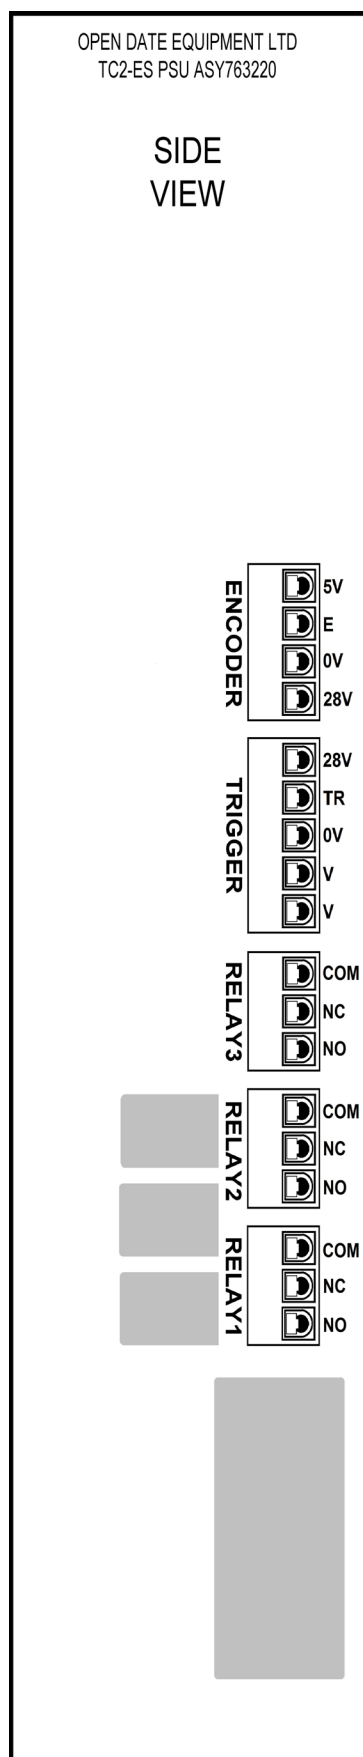 OPEN DATE EQUIPMENT LTD
TC2-ES PSU ASY763220
SIDE
VIEW
ENCODER
5V
E
0V
28V
TRIGGER
28V
TR
0V
V
V
RELAY3
COM
NC
NO
RELAY2
COM
NC
NO
RELAY1
COM
NC
NO